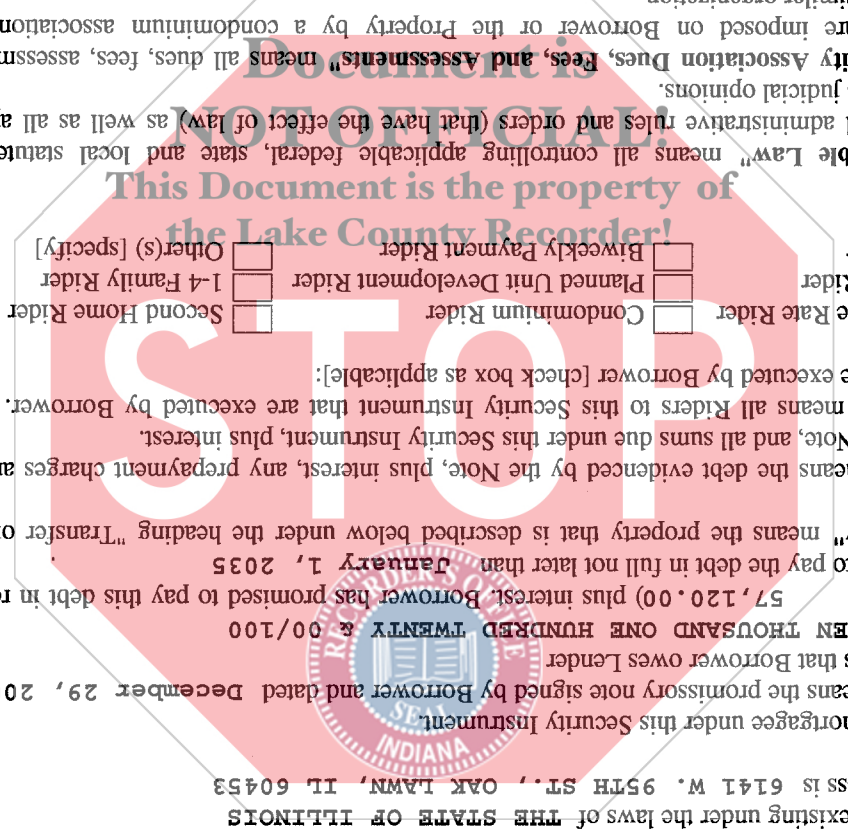 existing under the laws of THE STATE OF ILLINOIS
ss is 6141 W. 95TH ST., OAK LAWN, IL 60453
mortgagee under this Security Instrument.
eans the promissory note signed by Borrower and dated December 29, 20
s that Borrower owes Lender
EN THOUSAND ONE HUNDRED TWENTY & 00/100
57,120.00) plus interest. Borrower has promised to pay this debt in r
to pay the debt in full not later than January 1, 2035 .
" means the property that is described below under the heading "Transfer o
eans the debt evidenced by the Note, plus interest, any prepayment charges a
Note, and all sums due under this Security Instrument, plus interest.
means all Riders to this Security Instrument that are executed by Borrower.
e executed by Borrower [check box as applicable]:
e Rate Rider Condominium Rider Second Home Rider
Rider Planned Unit Development Rider 1-4 Family Rider
Biweekly Payment Rider Other(s) [specify]
ble Law" means all controlling applicable federal, state and local statute
administrative rules and orders (that have the effect of law) as well as all a
judicial opinions.
ity Association Dues, Fees, and Assessments" means all dues, fees, assessm
re imposed on Borrower or the Property by a condominium association
similar organization
Document is
NOT OFFICIAL!
This Document is the property of
the Lake County Recorder!
STOP
RECORDER'S OFFICE
SEAL
INDIANA